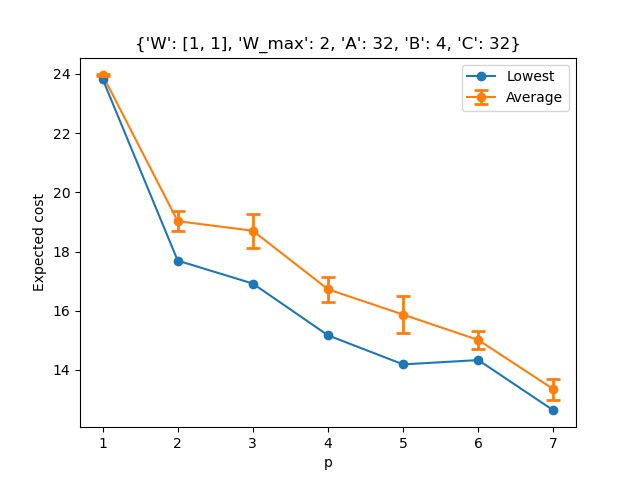 {'W': [1, 1], 'W_max': 2, 'A': 32, 'B': 4, 'C': 32}
Lowest
Average
Expected cost
24
22
20
18
16
14
1 2 3 4 5 6 7
p